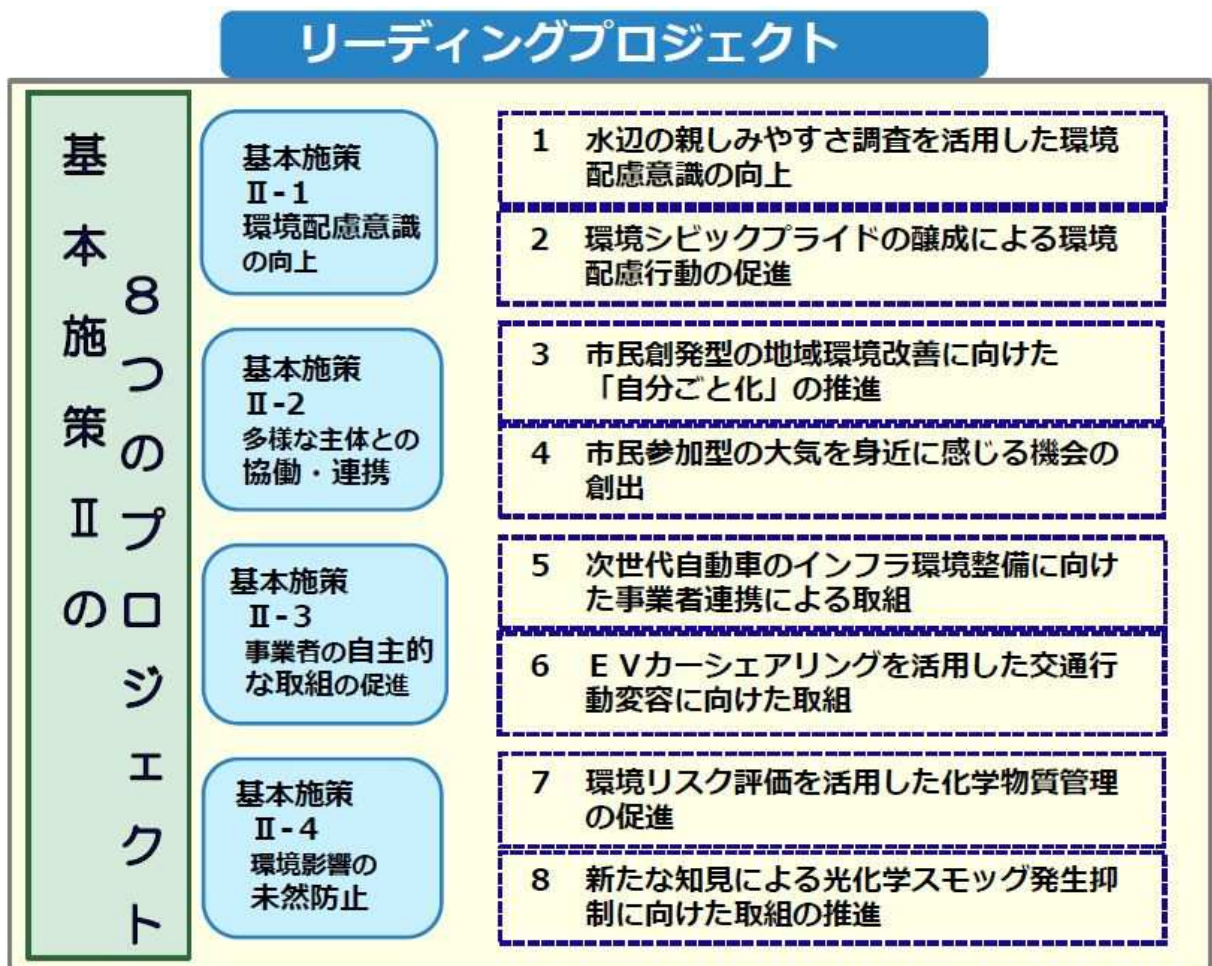 リーディングプロジェクト
基本施策Ⅱの
8つのプロジェクト
基本施策
Ⅱ-1
環境配慮意識
の向上
1 水辺の親しみやすさ調査を活用した環境
配慮意識の向上
2 環境シビックプライドの醸成による環境
配慮行動の促進
基本施策
Ⅱ-2
多様な主体との
協働・連携
3 市民創発型の地域環境改善に向けた
「自分ごと化」の推進
4 市民参加型の大気を身近に感じる機会の
創出
基本施策
Ⅱ-3
事業者の自主的
な取組の促進
5 次世代自動車のインフラ環境整備に向け
た事業者連携による取組
6 ＥＶカーシェアリングを活用した交通行
動変容に向けた取組
基本施策
Ⅱ-4
環境影響の
未然防止
7 環境リスク評価を活用した化学物質管理
の促進
8 新たな知見による光化学スモッグ発生抑
制に向けた取組の推進